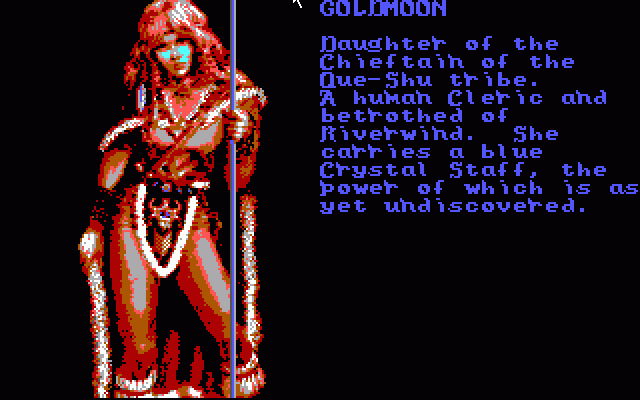 GOLDMOON
Daughter of the
Chieftain of the
Que-Shu tribe.
A human Cleric and
betrothed of
Riverwind. She
carries a blue
Crystal Staff, the
power of which is as
yet undiscovered.